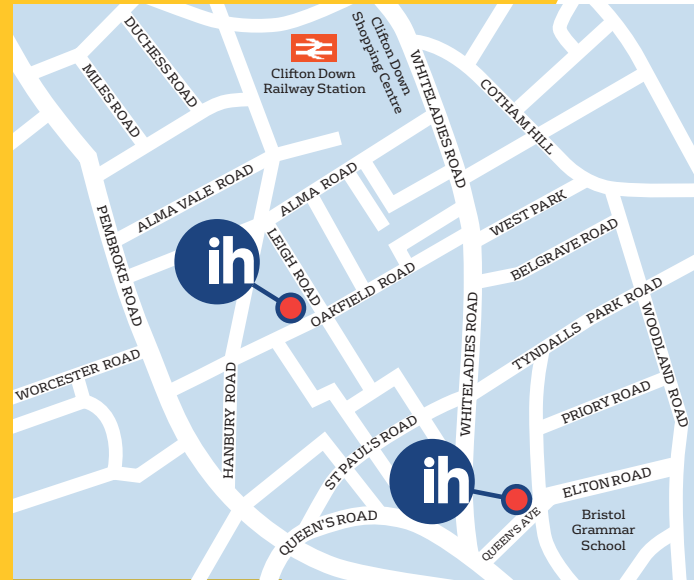 DUCHESS ROAD
MILES ROAD
Clifton Down
Railway Station
Clifton Down
Shopping Centre
WHITELADIES ROAD
COTHAM HILL
ALMA VALE ROAD
ALMA ROAD
WEST PARK
PEMBROKE ROAD
ih
LEIGH ROAD
BELGRAVE ROAD
OAKFIELD ROAD
TYNDALLS PARK ROAD
WOODLAND ROAD
WORCESTER ROAD
HANBURY ROAD
WHITELADIES ROAD
PRIORY ROAD
ST PAUL'S ROAD
ih
ELTON ROAD
QUEEN'S ROAD
QUEEN'S AVE
Bristol
Grammar
School